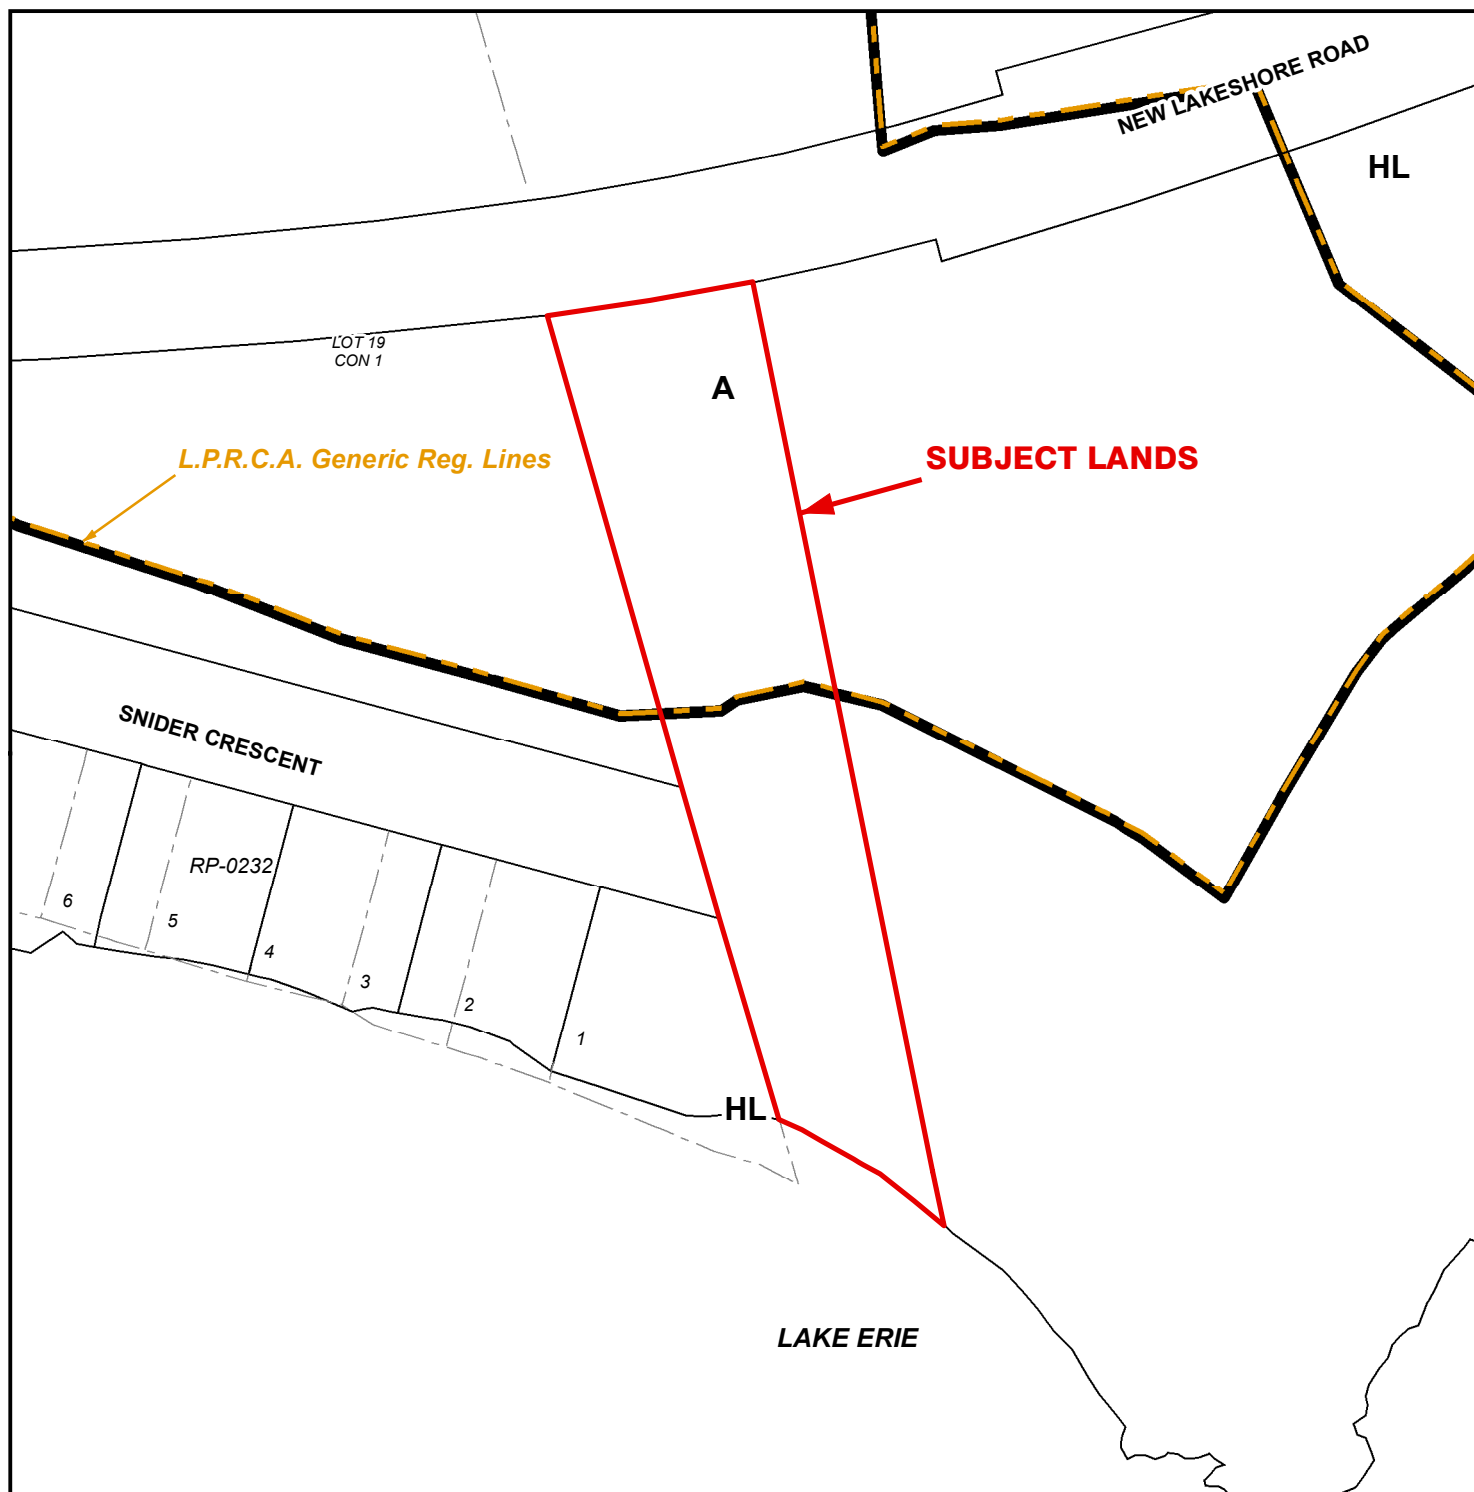 NEW LAKESHORE ROAD
HL
LOT 19
CON 1
A
L.P.R.C.A. Generic Reg. Lines
SUBJECT LANDS
SNIDER CRESCENT
RP-0232
6
5
4
3
2
1
HL
LAKE ERIE